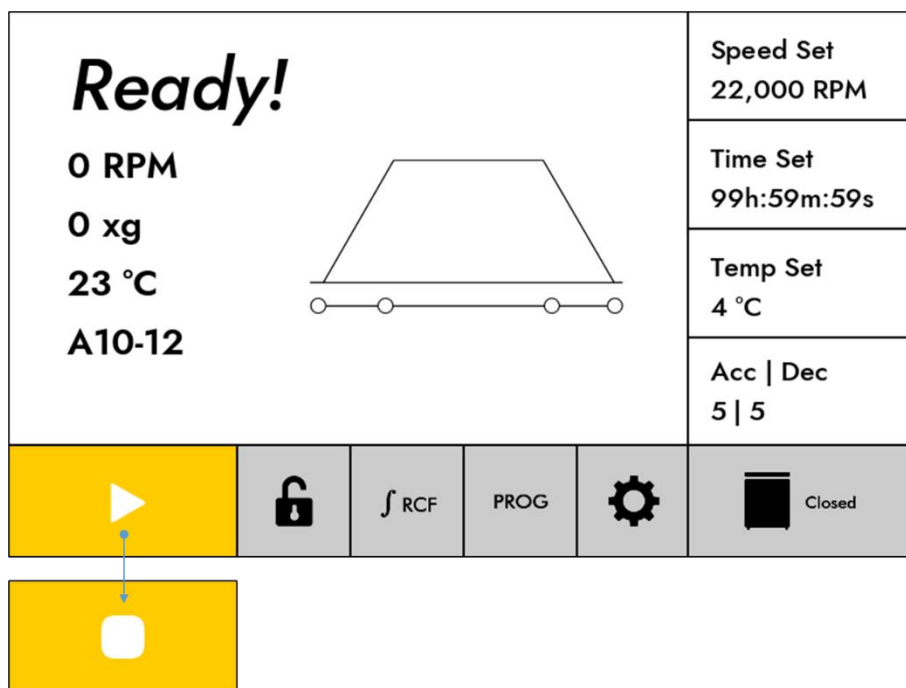 Ready!
0 RPM
0 xg
23 °C
A10-12
Speed Set
22,000 RPM
Time Set
99h:59m:59s
Temp Set
4 °C
Acc | Dec
5 | 5
∫ RCF
PROG
Closed